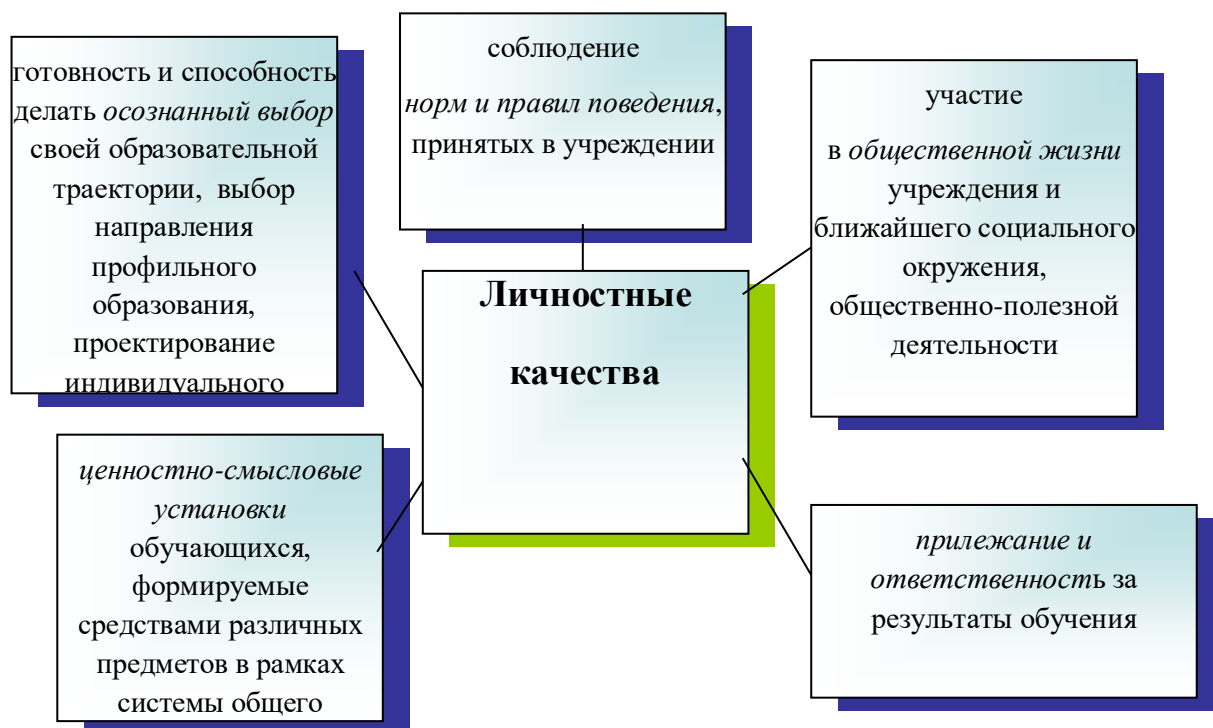 готовность и способность
делать осознанный выбор
своей образовательной
траектории, выбор
направления
профильного
образования,
проектирование
индивидуального
соблюдение
норм и правил поведения,
принятых в учреждении
участие
в общественной жизни
учреждения и
ближайшего социального
окружения,
общественно-полезной
деятельности
Личностные
качества
ценностно-смысловые
установки
обучающихся,
формируемые
средствами различных
предметов в рамках
системы общего
прилежание и
ответственность за
результаты обучения